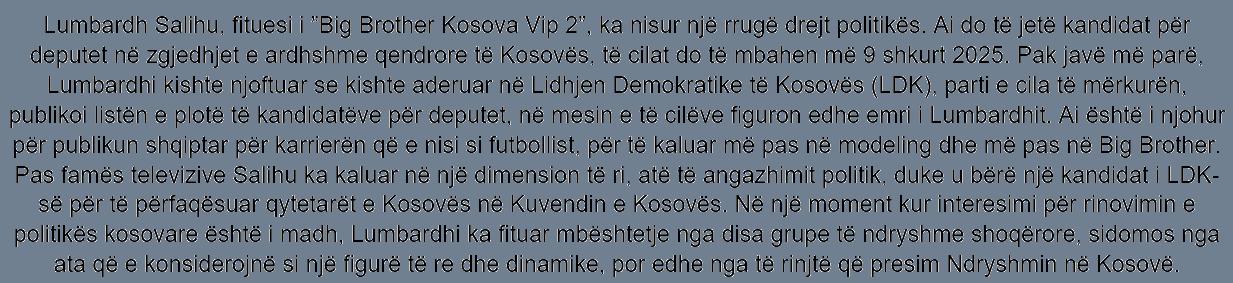 Lumbardh Salihu, fituesi i ”Big Brother Kosova Vip 2”, ka nisur një rrugë drejt politikës. Ai do të jetë kandidat për
deputet në zgjedhjet e ardhshme qendrore të Kosovës, të cilat do të mbahen më 9 shkurt 2025. Pak javë më parë,
Lumbardhi kishte njoftuar se kishte aderuar në Lidhjen Demokratike të Kosovës (LDK), parti e cila të mërkurën,
publikoi listën e plotë të kandidatëve për deputet, në mesin e të cilëve figuron edhe emri i Lumbardhit. Ai është i njohur
për publikun shqiptar për karrierën që e nisi si futbollist, për të kaluar më pas në modeling dhe më pas në Big Brother.
Pas famës televizive Salihu ka kaluar në një dimension të ri, atë të angazhimit politik, duke u bërë një kandidat i LDK-
së për të përfaqësuar qytetarët e Kosovës në Kuvendin e Kosovës. Në një moment kur interesimi për rinovimin e
politikës kosovare është i madh, Lumbardhi ka fituar mbështetje nga disa grupe të ndryshme shoqërore, sidomos nga
ata që e konsiderojnë si një figurë të re dhe dinamike, por edhe nga të rinjtë që presim Ndryshmin në Kosovë.